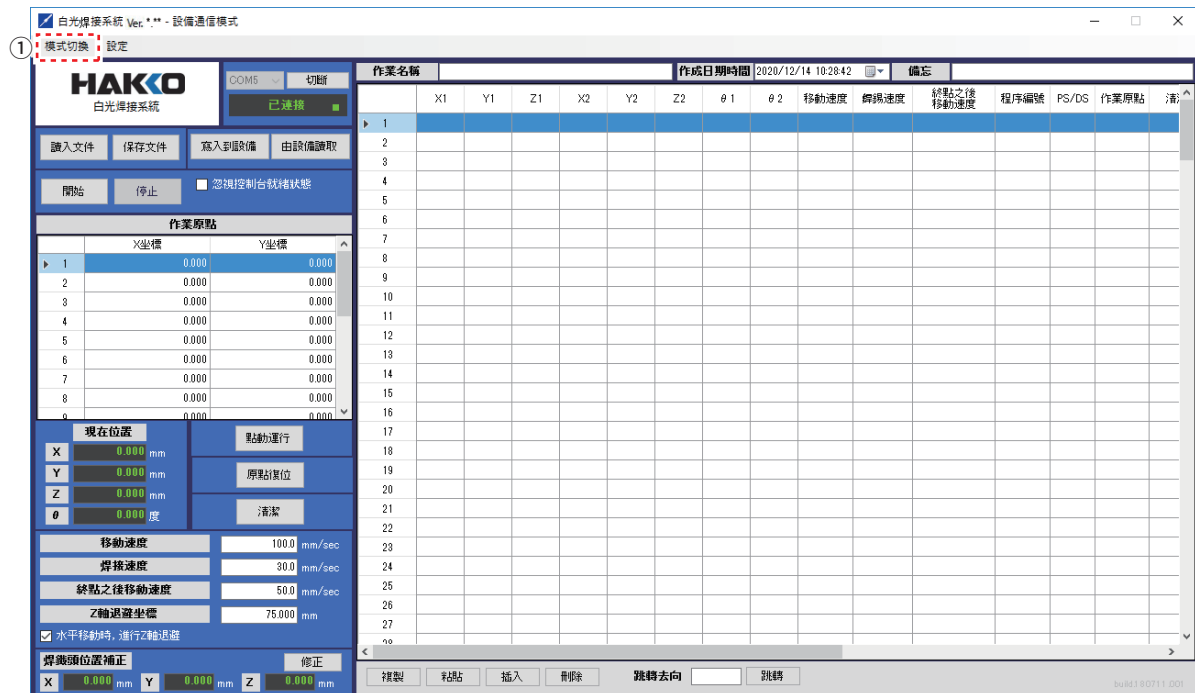 白光焊接系統 Ver. *.** - 設備通信模式
① 模式切換 設定
HAKKO
白光焊接系統
COM5 切斷
已連接
讀入文件 保存文件 寫入到設備 由設備讀取
開始 停止 忽視控制台就緒狀態
作業原點
X坐標 Y坐標
1 0.000 0.000
2 0.000 0.000
3 0.000 0.000
4 0.000 0.000
5 0.000 0.000
6 0.000 0.000
7 0.000 0.000
8 0.000 0.000
9 0.000 0.000
現在位置
X 0.000 mm
Y 0.000 mm
Z 0.000 mm
θ 0.000 度
點動運行
原點復位
清潔
移動速度 100.0 mm/sec
焊接速度 30.0 mm/sec
終點之後移動速度 50.0 mm/sec
Z軸退避坐標 75.000 mm
水平移動時, 進行Z軸退避
焊鐵頭位置補正 修正
X 0.000 mm Y 0.000 mm Z 0.000 mm
作業名稱 作成日期時間 2020/12/14 10:28:42 備忘
X1 Y1 Z1 X2 Y2 Z2 θ1 θ2 移動速度 銲錫速度 終點之後移動速度 程序編號 PS/DS 作業原點
1
2
3
4
5
6
7
8
9
10
11
12
13
14
15
16
17
18
19
20
21
22
23
24
25
26
27
28
複製 粘貼 插入 刪除 跳轉去向 跳轉
build.190711.001